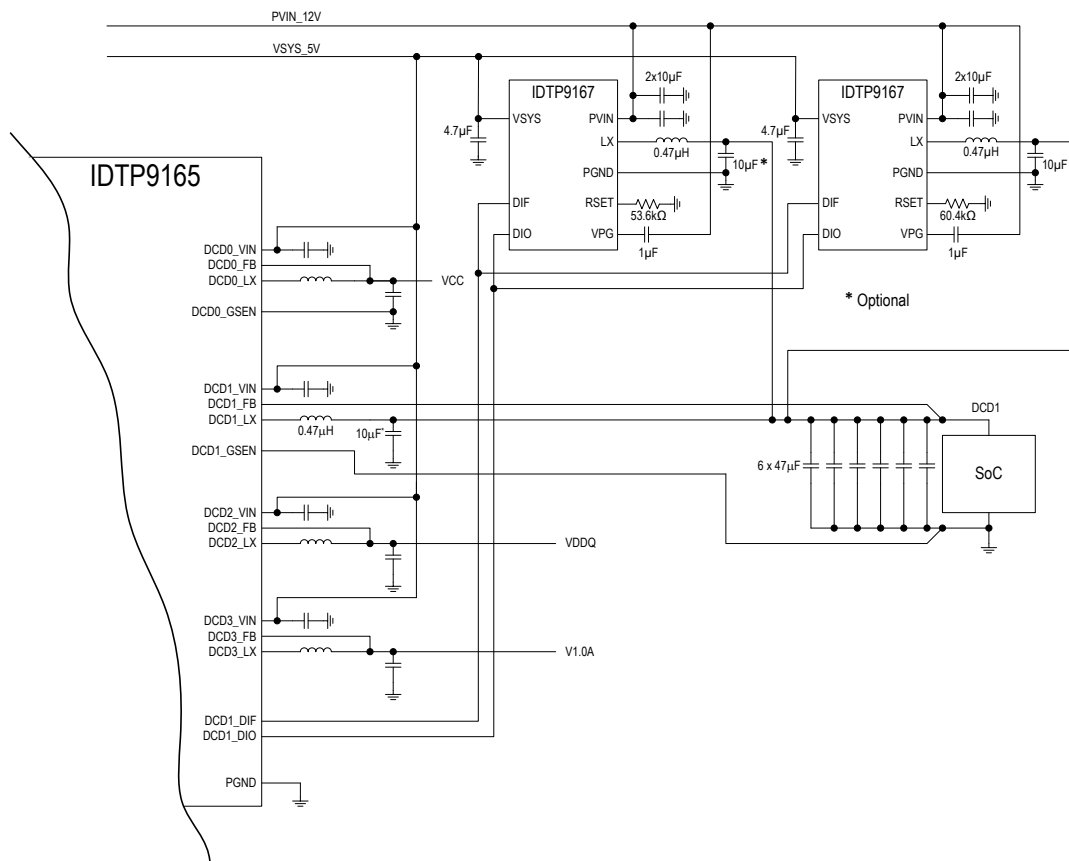 PVIN_12V
VSYS_5V
IDTP9167
VSYS
PVIN
LX
PGND
DIF
RSET
DIO
VPG
4.7µF
2x10µF
0.47µH
10µF *
53.6kΩ
1µF
IDTP9167
VSYS
PVIN
LX
PGND
DIF
RSET
DIO
VPG
4.7µF
2x10µF
0.47µH
10µF
60.4kΩ
1µF
* Optional
IDTP9165
DCD0_VIN
DCD0_FB
DCD0_LX
VCC
DCD0_GSEN
DCD1_VIN
DCD1_FB
DCD1_LX
0.47µH
10µF*
DCD1_GSEN
DCD1
6 x 47µF
SoC
DCD2_VIN
DCD2_FB
DCD2_LX
VDDQ
DCD3_VIN
DCD3_FB
DCD3_LX
V1.0A
DCD1_DIF
DCD1_DIO
PGND